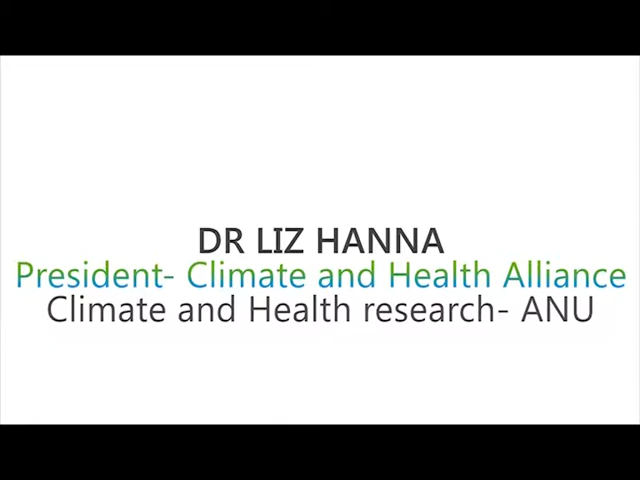 DR LIZ HANNA
President- Climate and Health Alliance
Climate and Health research- ANU